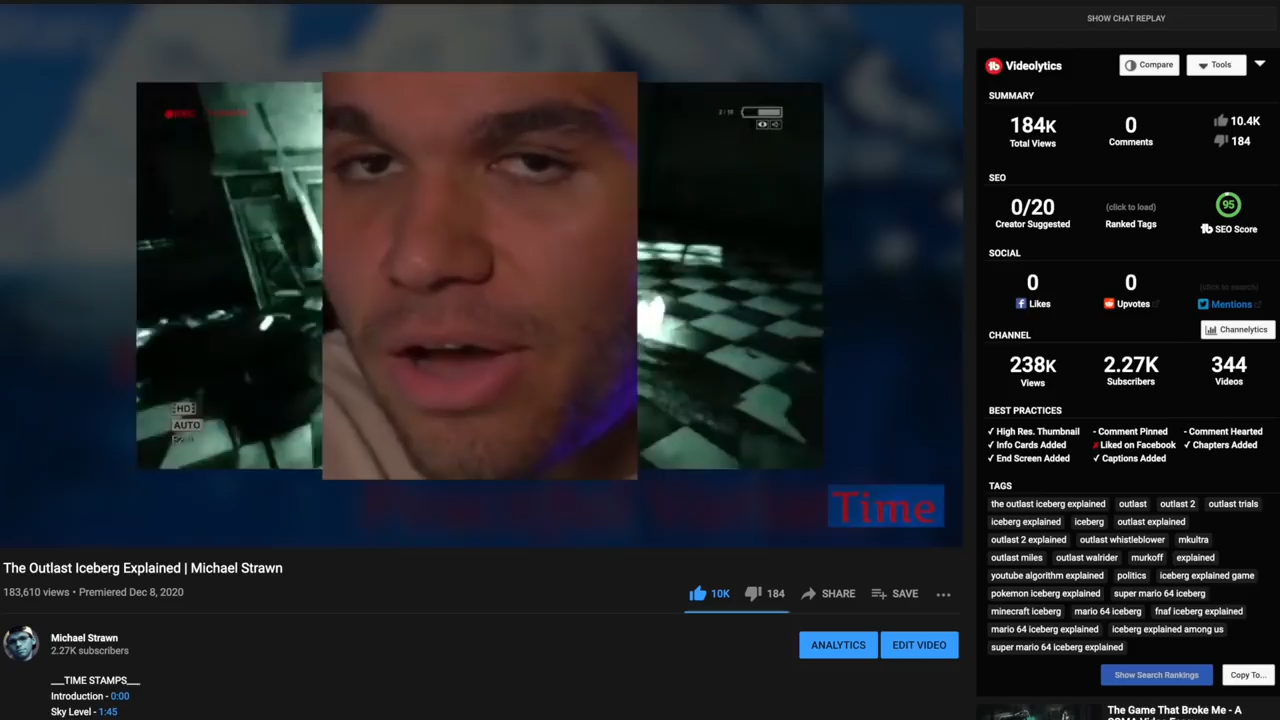 SHOW CHAT REPLAY
Videolytics
Compare
Tools
SUMMARY
184K
Total Views
0
Comments
10.4K
184
SEO
0/20
Creator Suggested
(click to load)
Ranked Tags
95
SEO Score
SOCIAL
0
Likes
0
Upvotes
(click to search)
Mentions
CHANNEL
Channelytics
238K
Views
2.27K
Subscribers
344
Videos
BEST PRACTICES
✓ High Res. Thumbnail
- Comment Pinned
- Comment Hearted
✓ Info Cards Added
✗ Liked on Facebook
✓ Chapters Added
✓ End Screen Added
✓ Captions Added
TAGS
the outlast iceberg explained outlast outlast 2 outlast trials
iceberg explained iceberg outlast explained
outlast 2 explained outlast whistleblower mkultra
outlast miles outlast walrider murkoff explained
youtube algorithm explained politics iceberg explained game
pokemon iceberg explained super mario 64 iceberg
minecraft iceberg mario 64 iceberg fnaf iceberg explained
mario 64 iceberg explained iceberg explained among us
super mario 64 iceberg explained
Show Search Rankings
Copy To...
The Game That Broke Me - A
HD
AUTO
Time
The Outlast Iceberg Explained | Michael Strawn
183,610 views • Premiered Dec 8, 2020
10K
184
SHARE
SAVE
Michael Strawn
2.27K subscribers
ANALYTICS
EDIT VIDEO
___TIME STAMPS___
Introduction - 0:00
Sky Level - 1:45